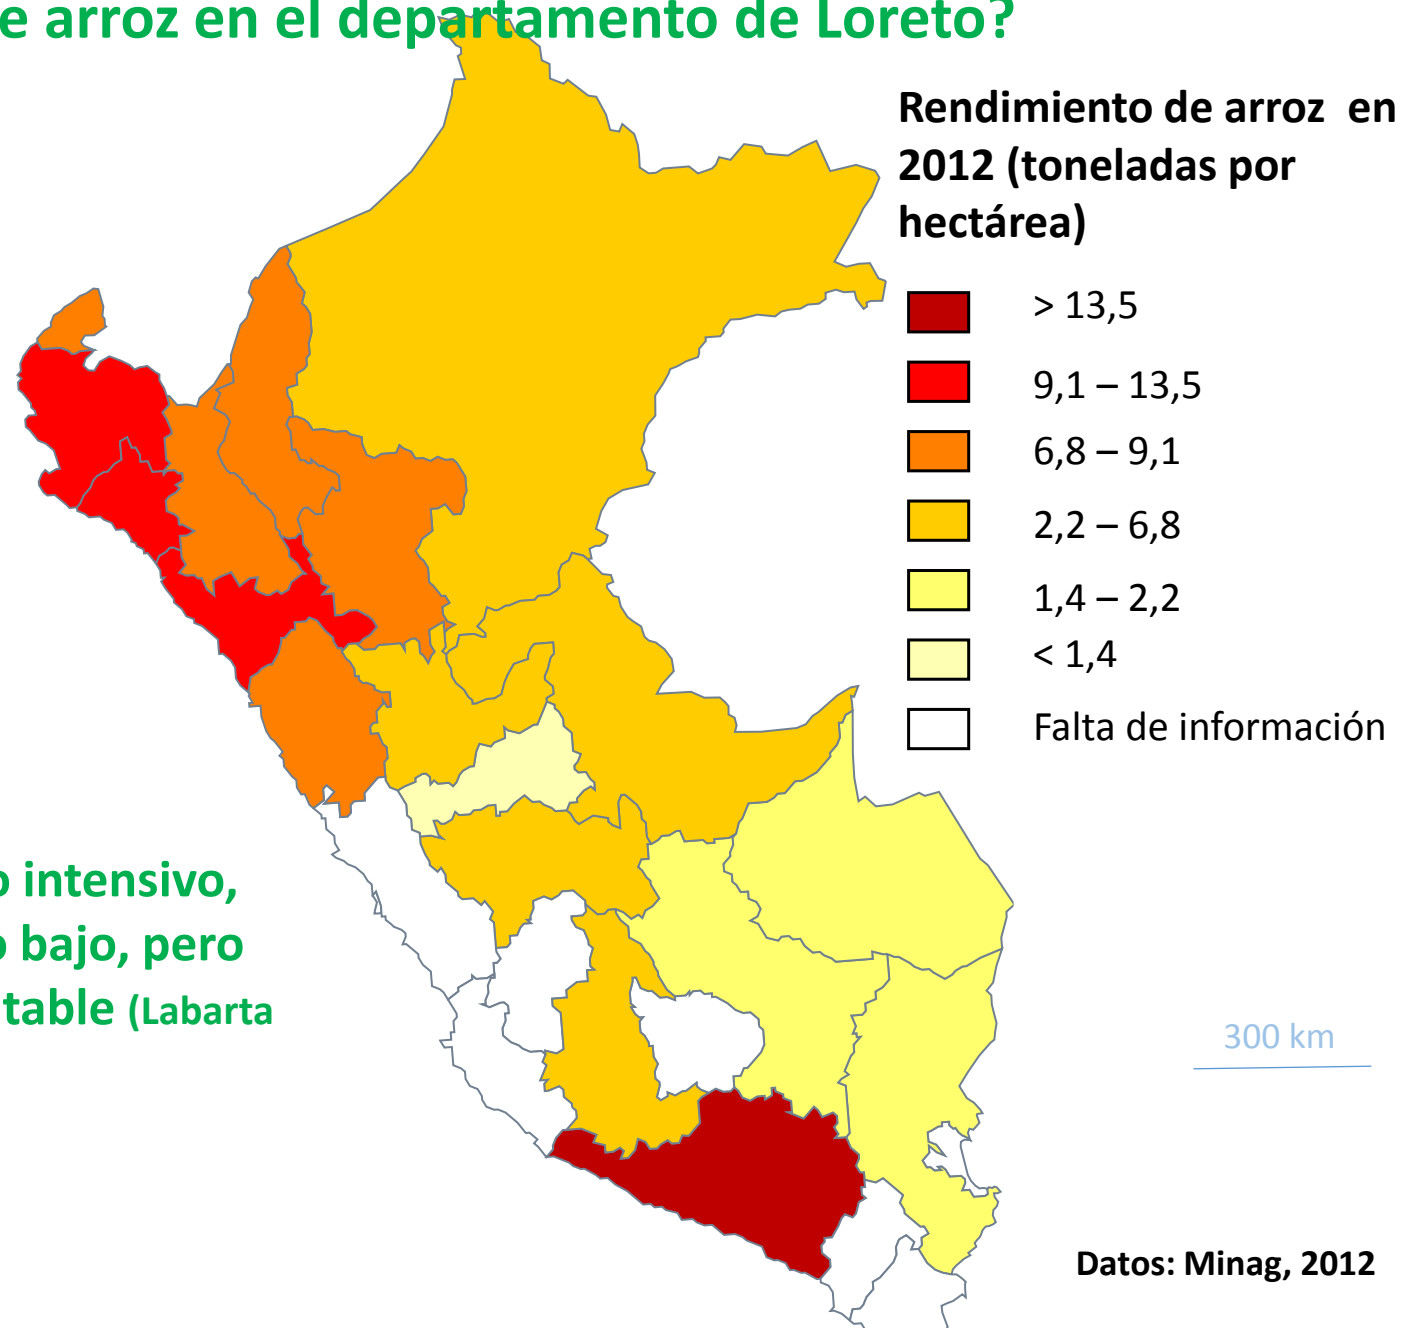 e arroz en el departamento de Loreto?
Rendimiento de arroz en
2012 (toneladas por
hectárea)
> 13,5
9,1 – 13,5
6,8 – 9,1
2,2 – 6,8
1,4 – 2,2
< 1,4
Falta de información
o intensivo,
o bajo, pero
table (Labarta
300 km
Datos: Minag, 2012